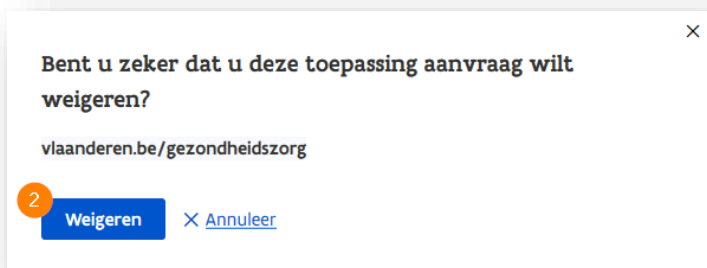 Bent u zeker dat u deze toepassing aanvraag wilt
weigeren?
vlaanderen.be/gezondheidszorg
2
Weigeren Annuleer